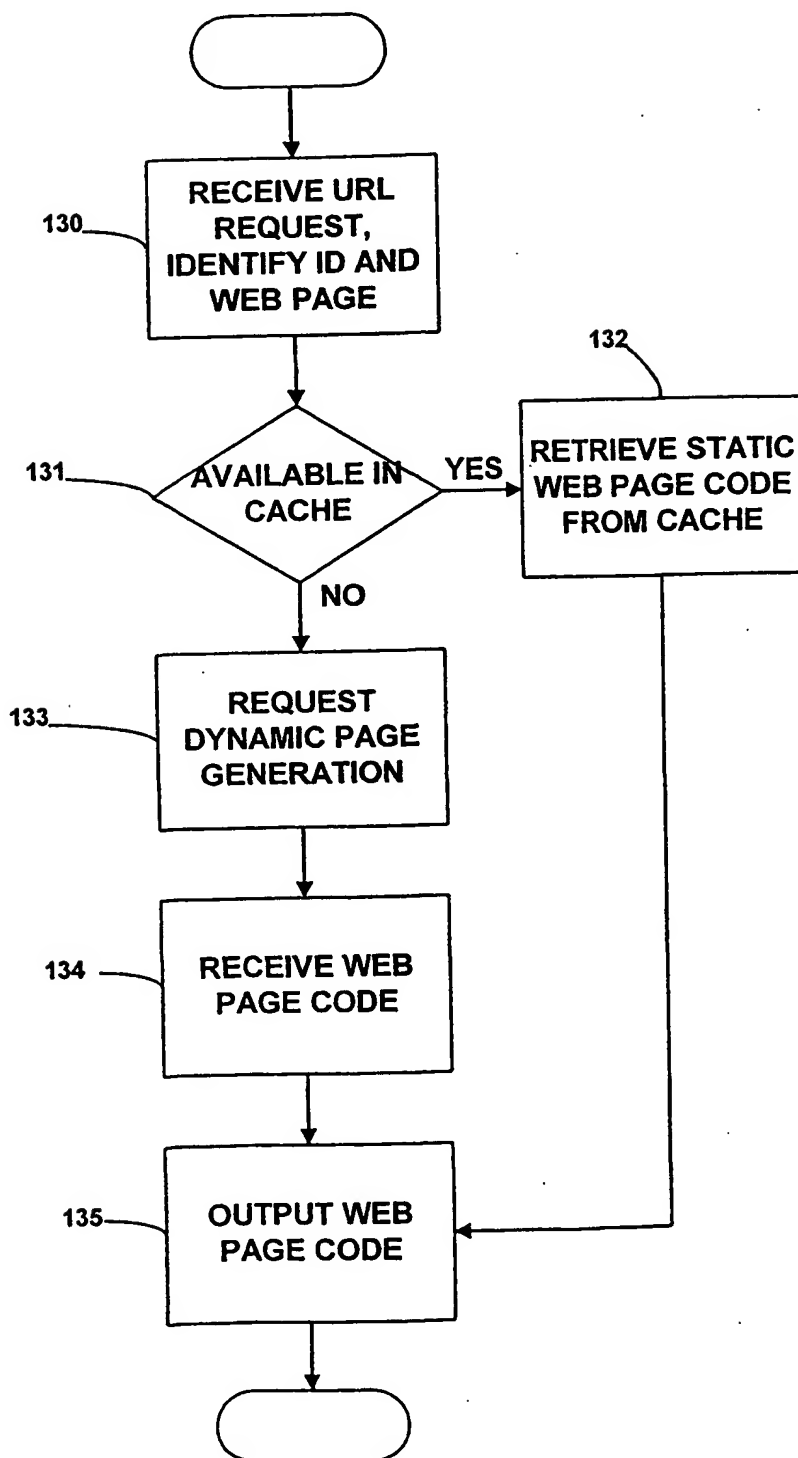 130
RECEIVE URL
REQUEST,
IDENTIFY ID AND
WEB PAGE
132
131
AVAILABLE IN
CACHE
YES
RETRIEVE STATIC
WEB PAGE CODE
FROM CACHE
NO
133
REQUEST
DYNAMIC PAGE
GENERATION
134
RECEIVE WEB
PAGE CODE
135
OUTPUT WEB
PAGE CODE